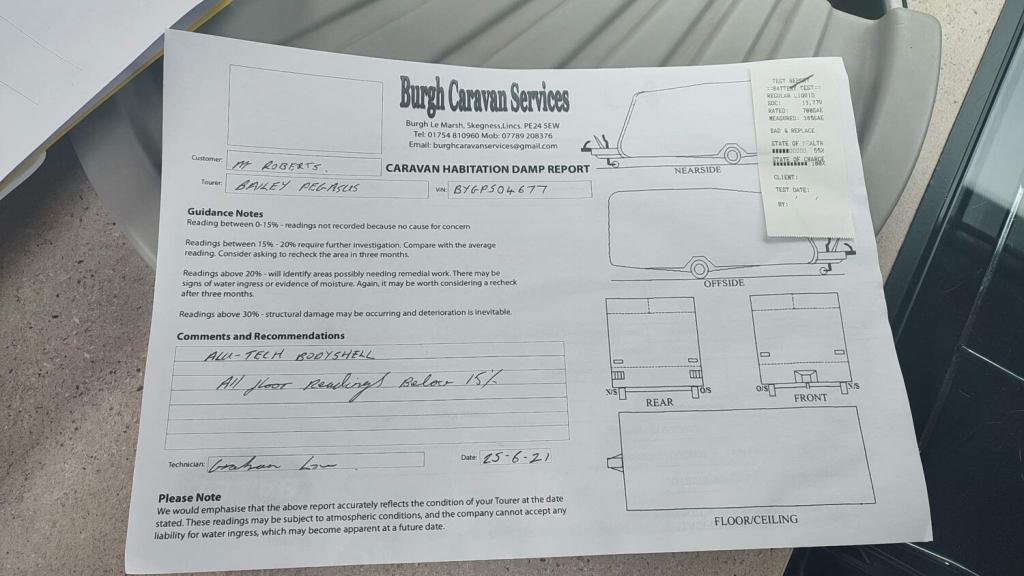 Burgh Caravan Services
Burgh Le Marsh, Skegness, Lincs. PE24 5EW
Tel: 01754 810960 Mob: 07789 208376
Email: burghcaravanservices@gmail.com
CARAVAN HABITATION DAMP REPORT
Customer: Mr ROBERTS.
Tourer: BAILEY PEGASUS
VIN: BYGPS04677
Guidance Notes
Reading between 0-15% - readings not recorded because no cause for concern
Readings between 15% - 20% require further investigation. Compare with the average
reading. Consider asking to recheck the area in three months.
Readings above 20% - will identify areas possibly needing remedial work. There may be
signs of water ingress or evidence of moisture. Again, it may be worth considering a recheck
after three months.
Readings above 30% - structural damage may be occurring and deterioration is inevitable.
Comments and Recommendations
ALU-TECH BODYSHELL
All floor Readings Below 15%
Technician: Graham
Date: 25-6-21
Please Note
We would emphasise that the above report accurately reflects the condition of your Tourer at the date
stated. These readings may be subject to atmospheric conditions, and the company cannot accept any
liability for water ingress, which may become apparent at a future date.
NEARSIDE
OFFSIDE
N/S
O/S
REAR
O/S
N/S
FRONT
FLOOR/CEILING
TEST REPORT
==BATTERY TEST==
REGULAR LIQUID
SOC: 13.77V
RATED:
MEASURED:
BAD & REPLACE
STATE OF HEALTH
55%
STATE OF CHARGE
100%
CLIENT:
TEST DATE:
/ /
BY: